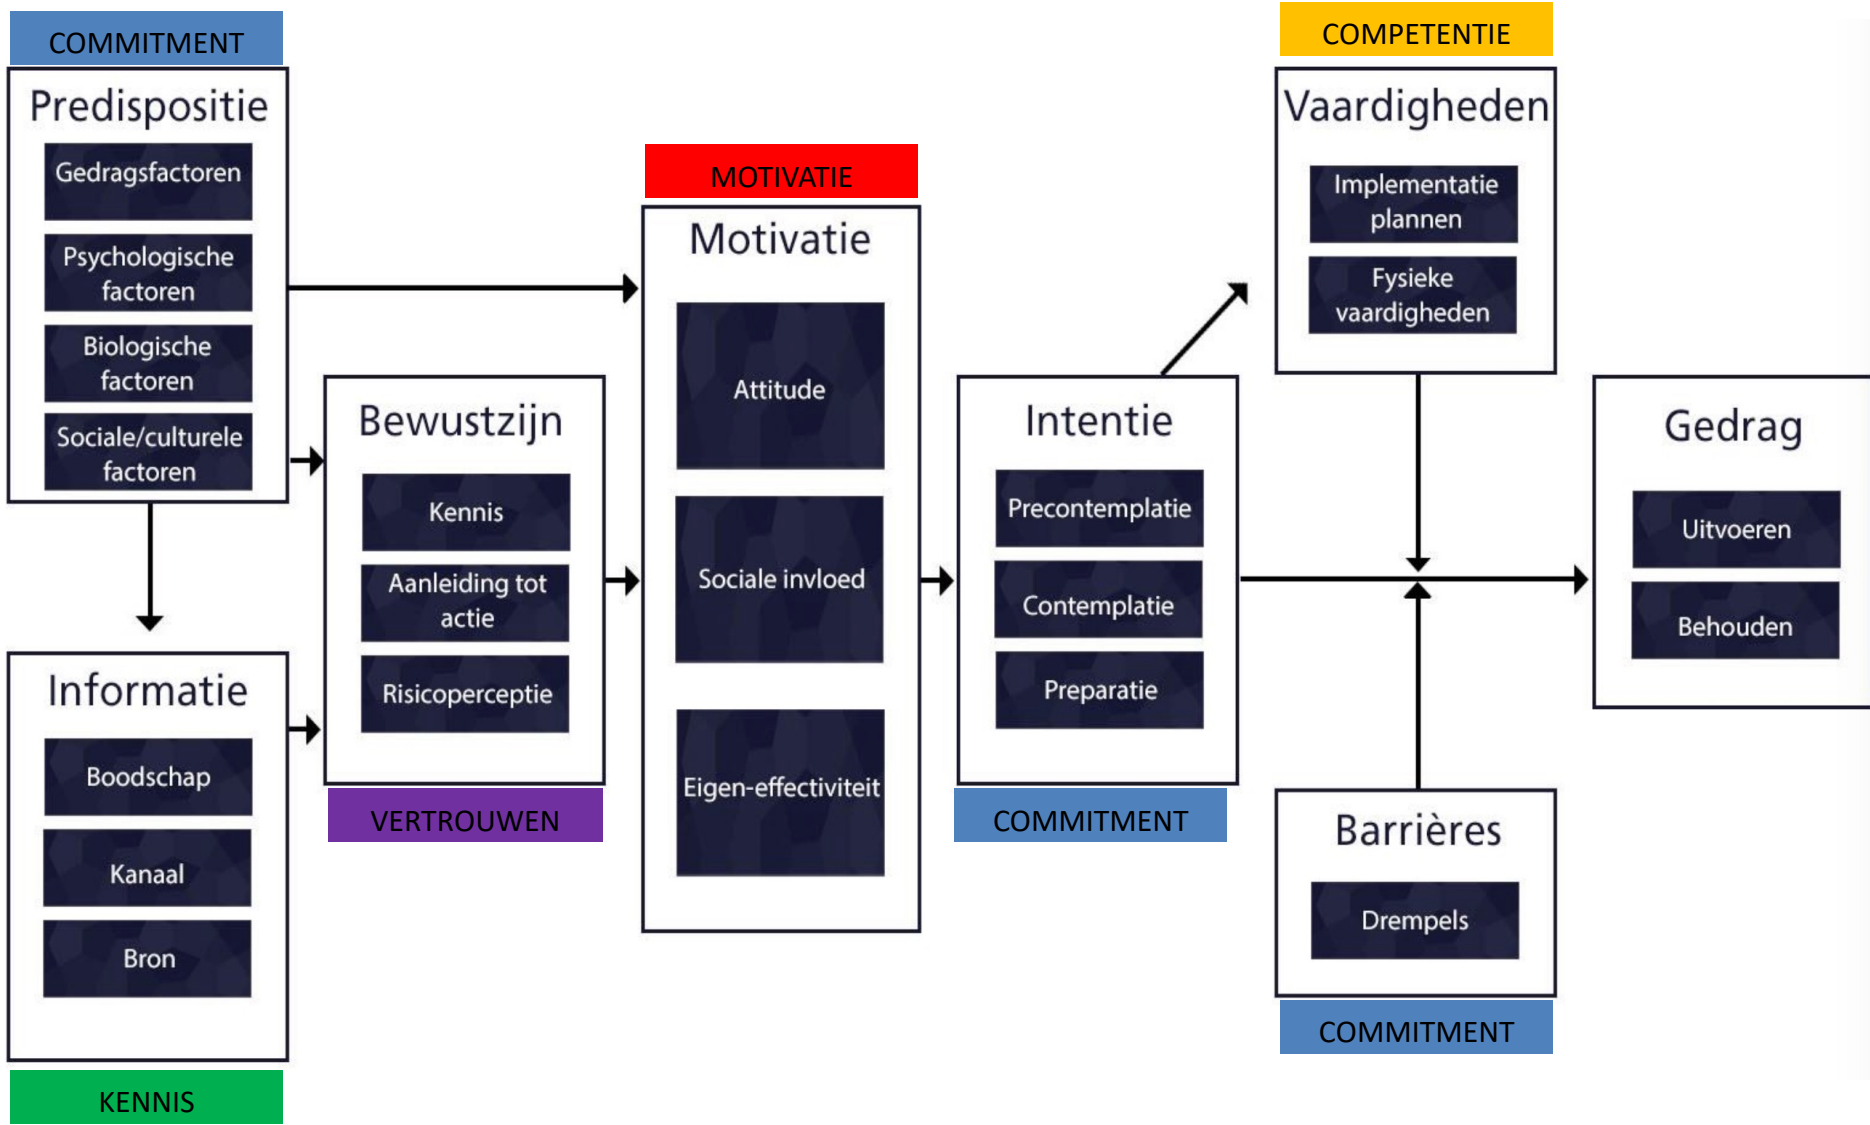 COMMITMENT
Predispositie
Gedragsfactoren
Psychologische
factoren
Biologische
factoren
Sociale/culturele
factoren
Informatie
Boodschap
Kanaal
Bron
KENNIS
Bewustzijn
Kennis
Aanleiding tot
actie
Risicoperceptie
VERTROUWEN
MOTIVATIE
Motivatie
Attitude
Sociale invloed
Eigen-effectiviteit
Intentie
Precontemplatie
Contemplatie
Preparatie
COMMITMENT
COMPETENTIE
Vaardigheden
Implementatie
plannen
Fysieke
vaardigheden
Barrières
Drempels
COMMITMENT
Gedrag
Uitvoeren
Behouden